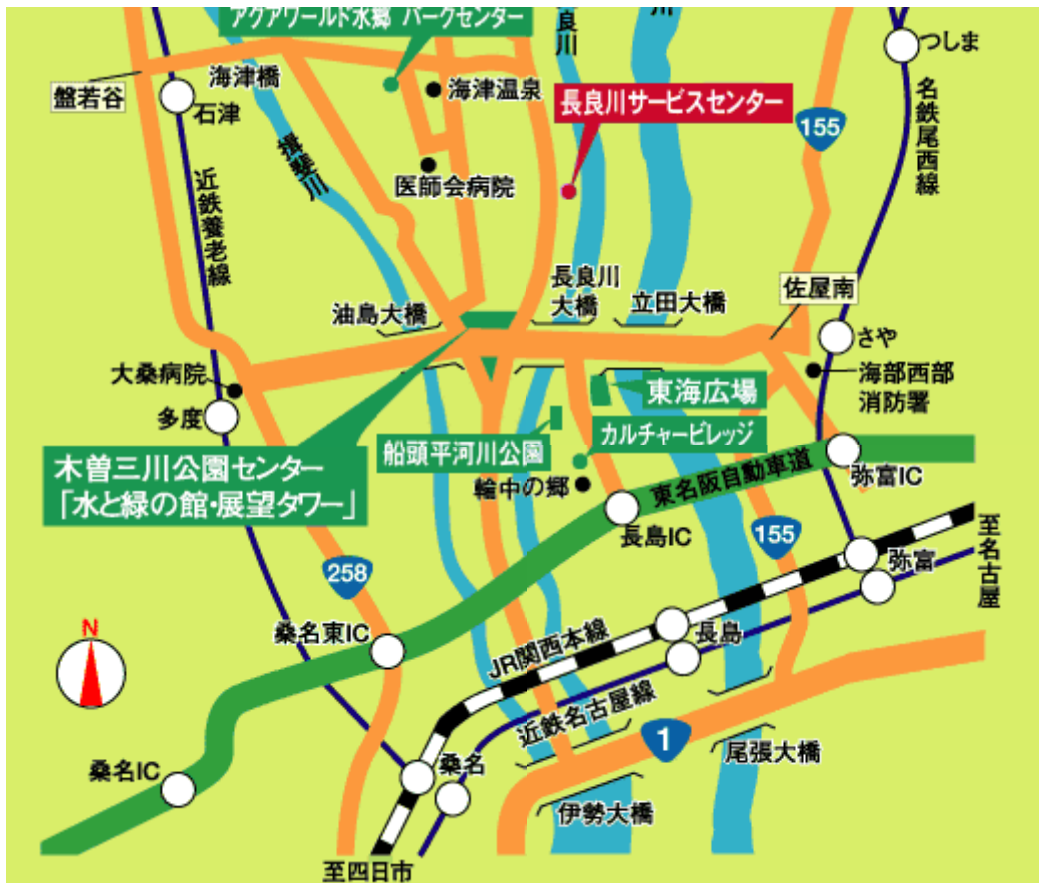 アクアワールド水郷 パークセンター
良川
川
つしま
海津橋
盤若谷
石津
海津温泉
長良川サービスセンター
155
名鉄尾西線
揖斐川
医師会病院
近鉄養老線
長良川
大橋
立田大橋
佐屋南
油島大橋
さや
大桑病院
多度
東海広場
海部西部
消防署
船頭平河川公園
カルチャービレッジ
木曽三川公園センター
「水と緑の館・展望タワー」
輪中の郷
東名阪自動車道
弥富IC
長島IC
155
至名古屋
258
弥富
桑名東IC
N
JR関西本線
長島
近鉄名古屋線
1
桑名IC
桑名
尾張大橋
伊勢大橋
至四日市